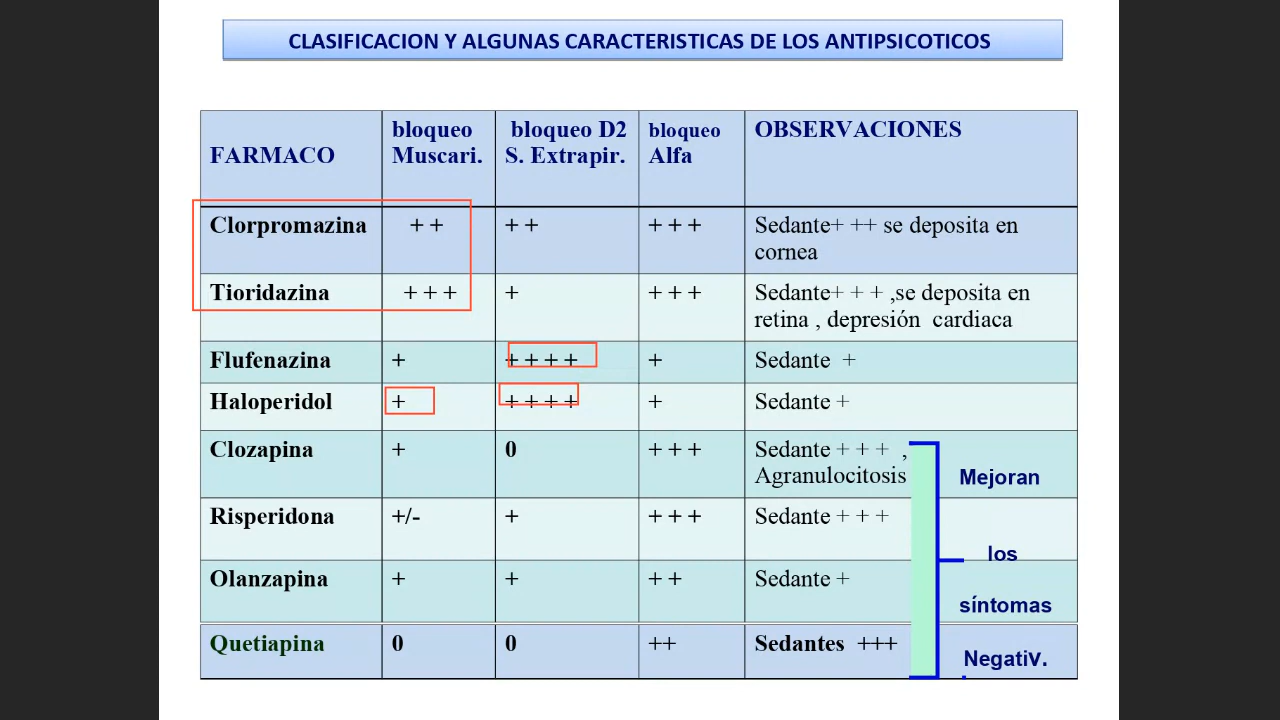 CLASIFICACION Y ALGUNAS CARACTERISTICAS DE LOS ANTIPSICOTICOS
FARMACO
bloqueo
Muscari.
bloqueo D2
S. Extrapir.
bloqueo
Alfa
OBSERVACIONES
Clorpromazina
+ +
+ +
+ + +
Sedante+ ++ se deposita en
cornea
Tioridazina
+ + +
+
+ + +
Sedante+ + + ,se deposita en
retina , depresión cardiaca
Flufenazina
+
+ + + +
+
Sedante +
Haloperidol
+
+ + + +
+
Sedante +
Clozapina
+
0
+ + +
Sedante + + + ,
Agranulocitosis
Risperidona
+/-
+
+ + +
Sedante + + +
Olanzapina
+
+
+ +
Sedante +
Quetiapina
0
0
++
Sedantes +++
Mejoran
los
síntomas
Negativ.